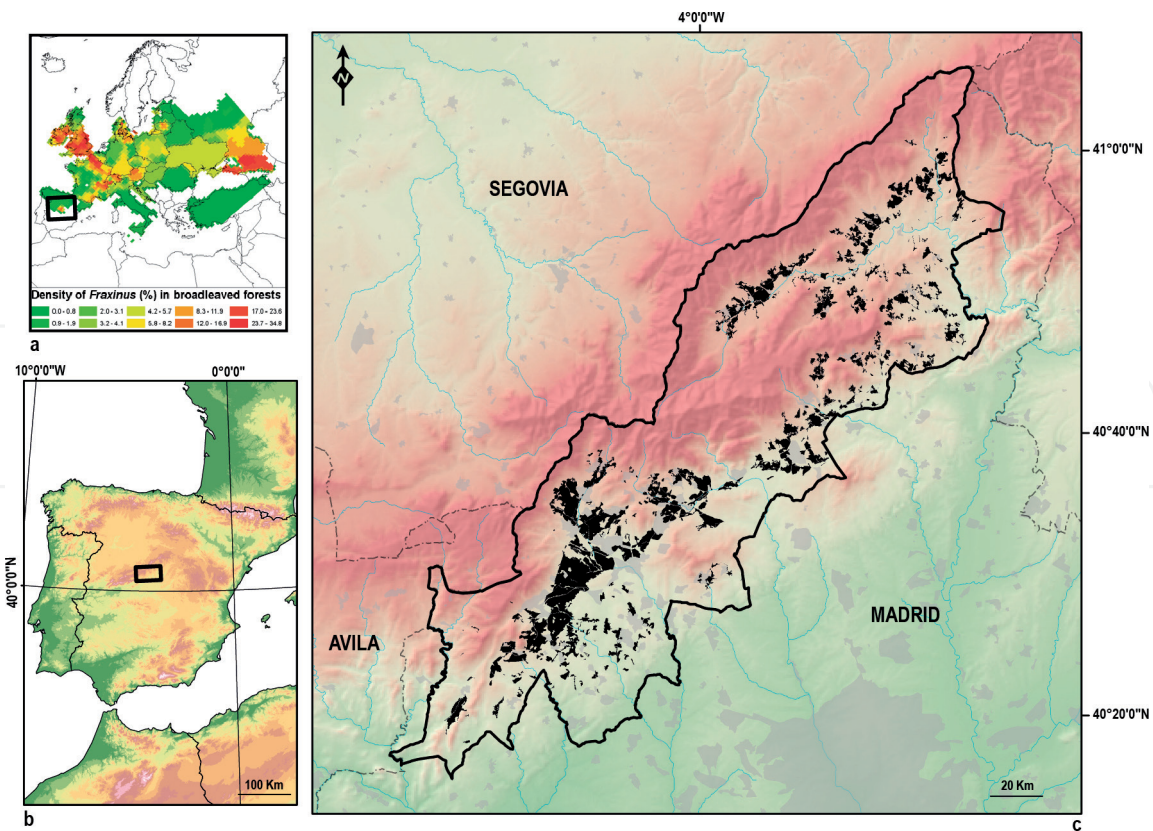 Density of Fraxinus (%) in broadleaved forests
0.0 - 0.8 2.0 - 3.1 4.2 - 5.7 8.3 - 11.9 17.0 - 23.6
0.9 - 1.9 3.2 - 4.1 5.8 - 8.2 12.0 - 16.9 23.7 - 34.8
a
10°0'0"W 0°0'0"
40°0'0"N
100 Km
b
4°0'0"W
N
SEGOVIA
41°0'0"N
40°40'0"N
AVILA
MADRID
40°20'0"N
20 Km
c